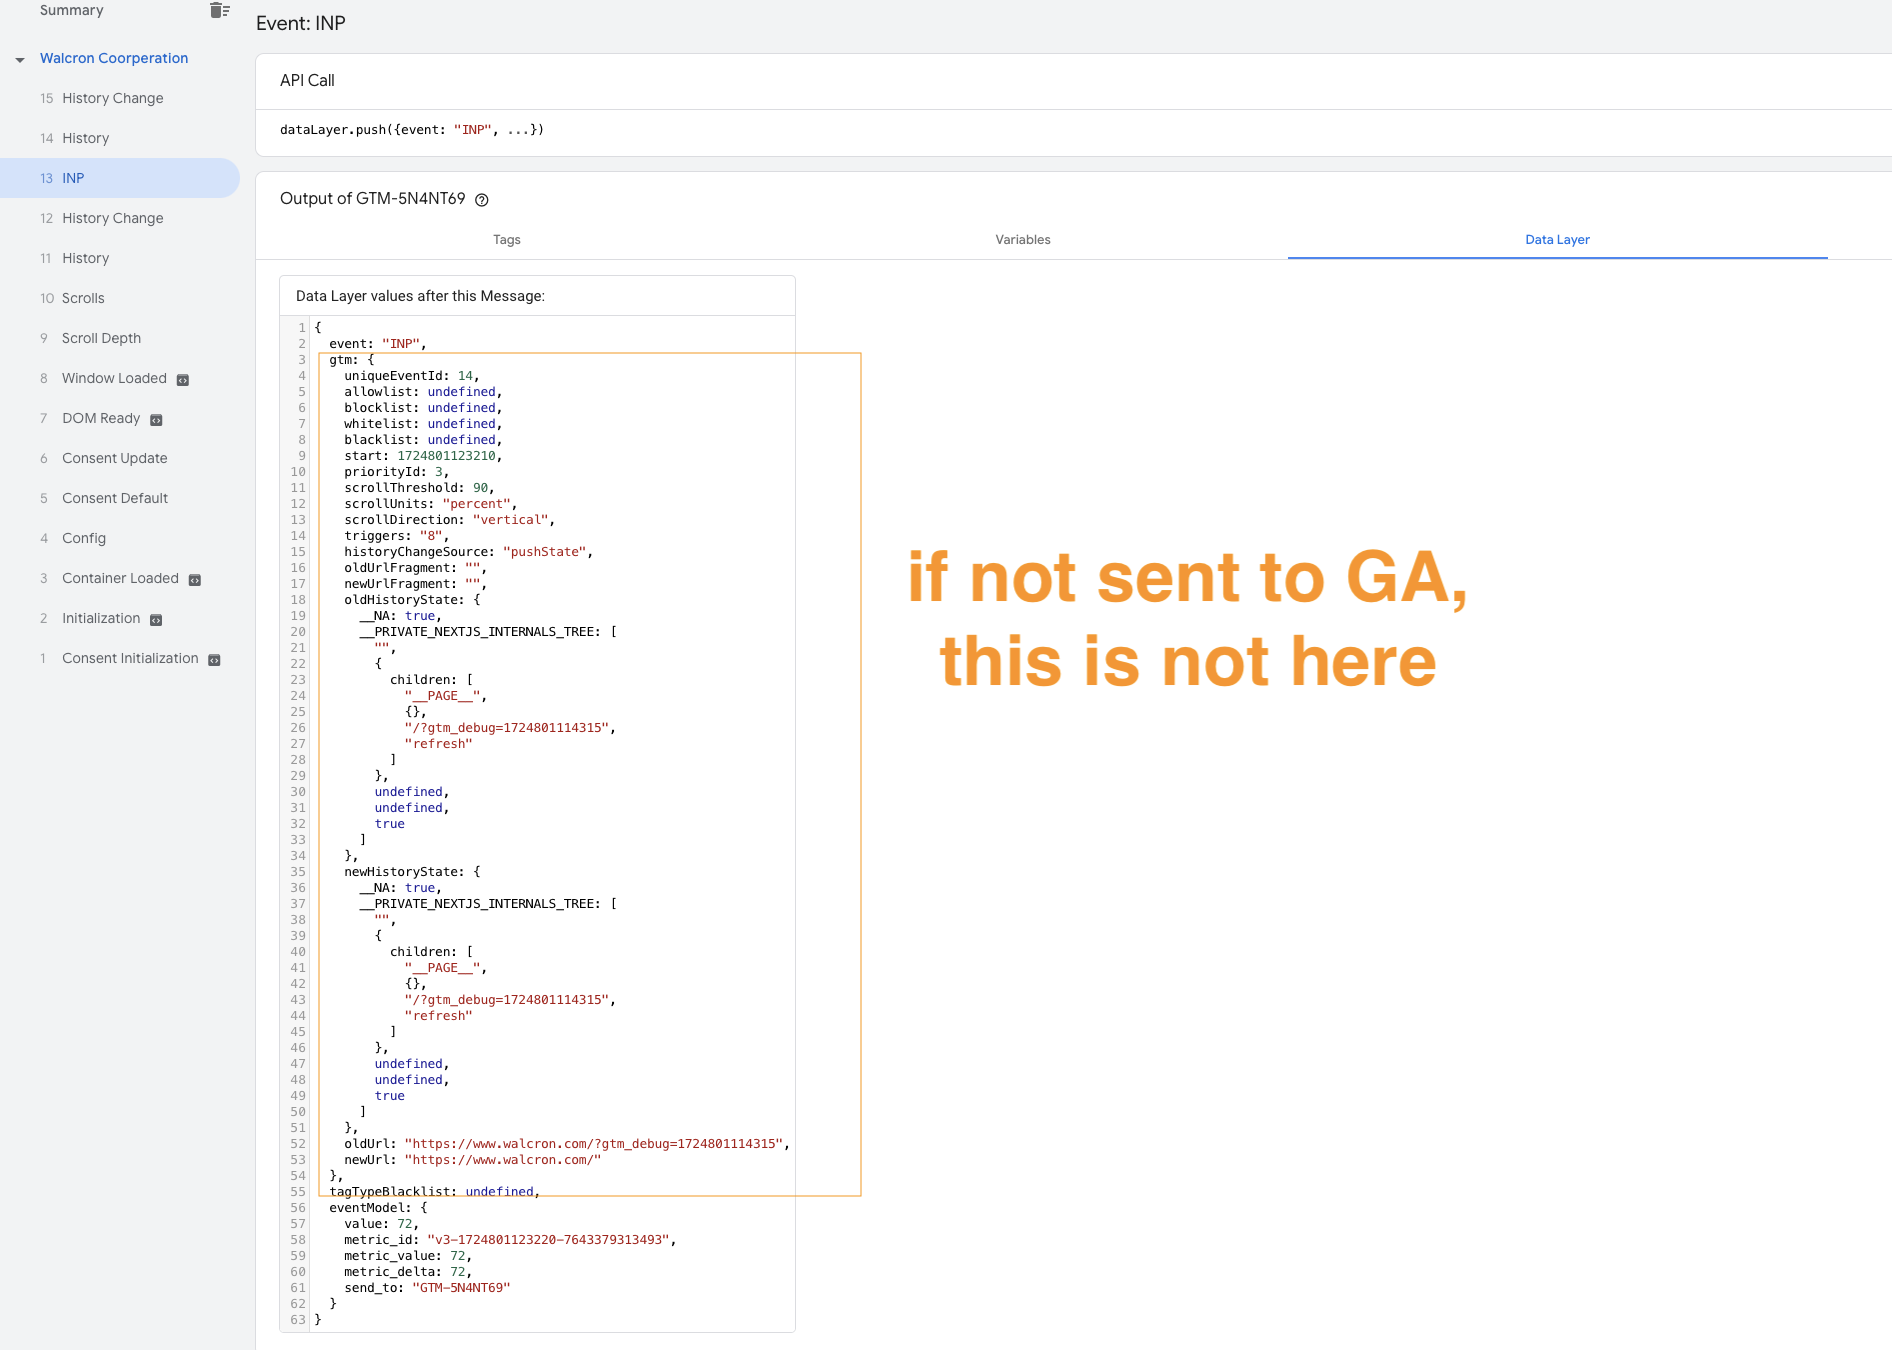 Summary
Walcron Coorperation
15 History Change
14 History
13 INP
12 History Change
11 History
10 Scrolls
9 Scroll Depth
8 Window Loaded
7 DOM Ready
6 Consent Update
5 Consent Default
4 Config
3 Container Loaded
2 Initialization
1 Consent Initialization
Event: INP
API Call
dataLayer.push({event: "INP", ...})
Output of GTM-5N4NT69
Tags Variables Data Layer
Data Layer values after this Message:
1 {
2 event: "INP",
3 gtm: {
4 uniqueEventId: 14,
5 allowlist: undefined,
6 blocklist: undefined,
7 whitelist: undefined,
8 blacklist: undefined,
9 start: 1724801123210,
10 priorityId: 3,
11 scrollThreshold: 90,
12 scrollUnits: "percent",
13 scrollDirection: "vertical",
14 triggers: "8",
15 historyChangeSource: "pushState",
16 oldUrlFragment: "",
17 newUrlFragment: "",
18 oldHistoryState: {
19 __NA: true,
20 __PRIVATE_NEXTJS_INTERNALS_TREE: [
21 "",
22 {
23 children: [
24 "__PAGE__",
25 {},
26 "/?gtm_debug=1724801114315",
27 "refresh"
28 ]
29 },
30 undefined,
31 undefined,
32 true
33 ]
34 },
35 newHistoryState: {
36 __NA: true,
37 __PRIVATE_NEXTJS_INTERNALS_TREE: [
38 "",
39 {
40 children: [
41 "__PAGE__",
42 {},
43 "/?gtm_debug=1724801114315",
44 "refresh"
45 ]
46 },
47 undefined,
48 undefined,
49 true
50 ]
51 },
52 oldUrl: "https://www.walcron.com/?gtm_debug=1724801114315",
53 newUrl: "https://www.walcron.com/"
54 },
55 tagTypeBlacklist: undefined,
56 eventModel: {
57 value: 72,
58 metric_id: "v3-1724801123220-7643379313493",
59 metric_value: 72,
60 metric_delta: 72,
61 send_to: "GTM-5N4NT69"
62 }
63 }
if not sent to GA,
this is not here